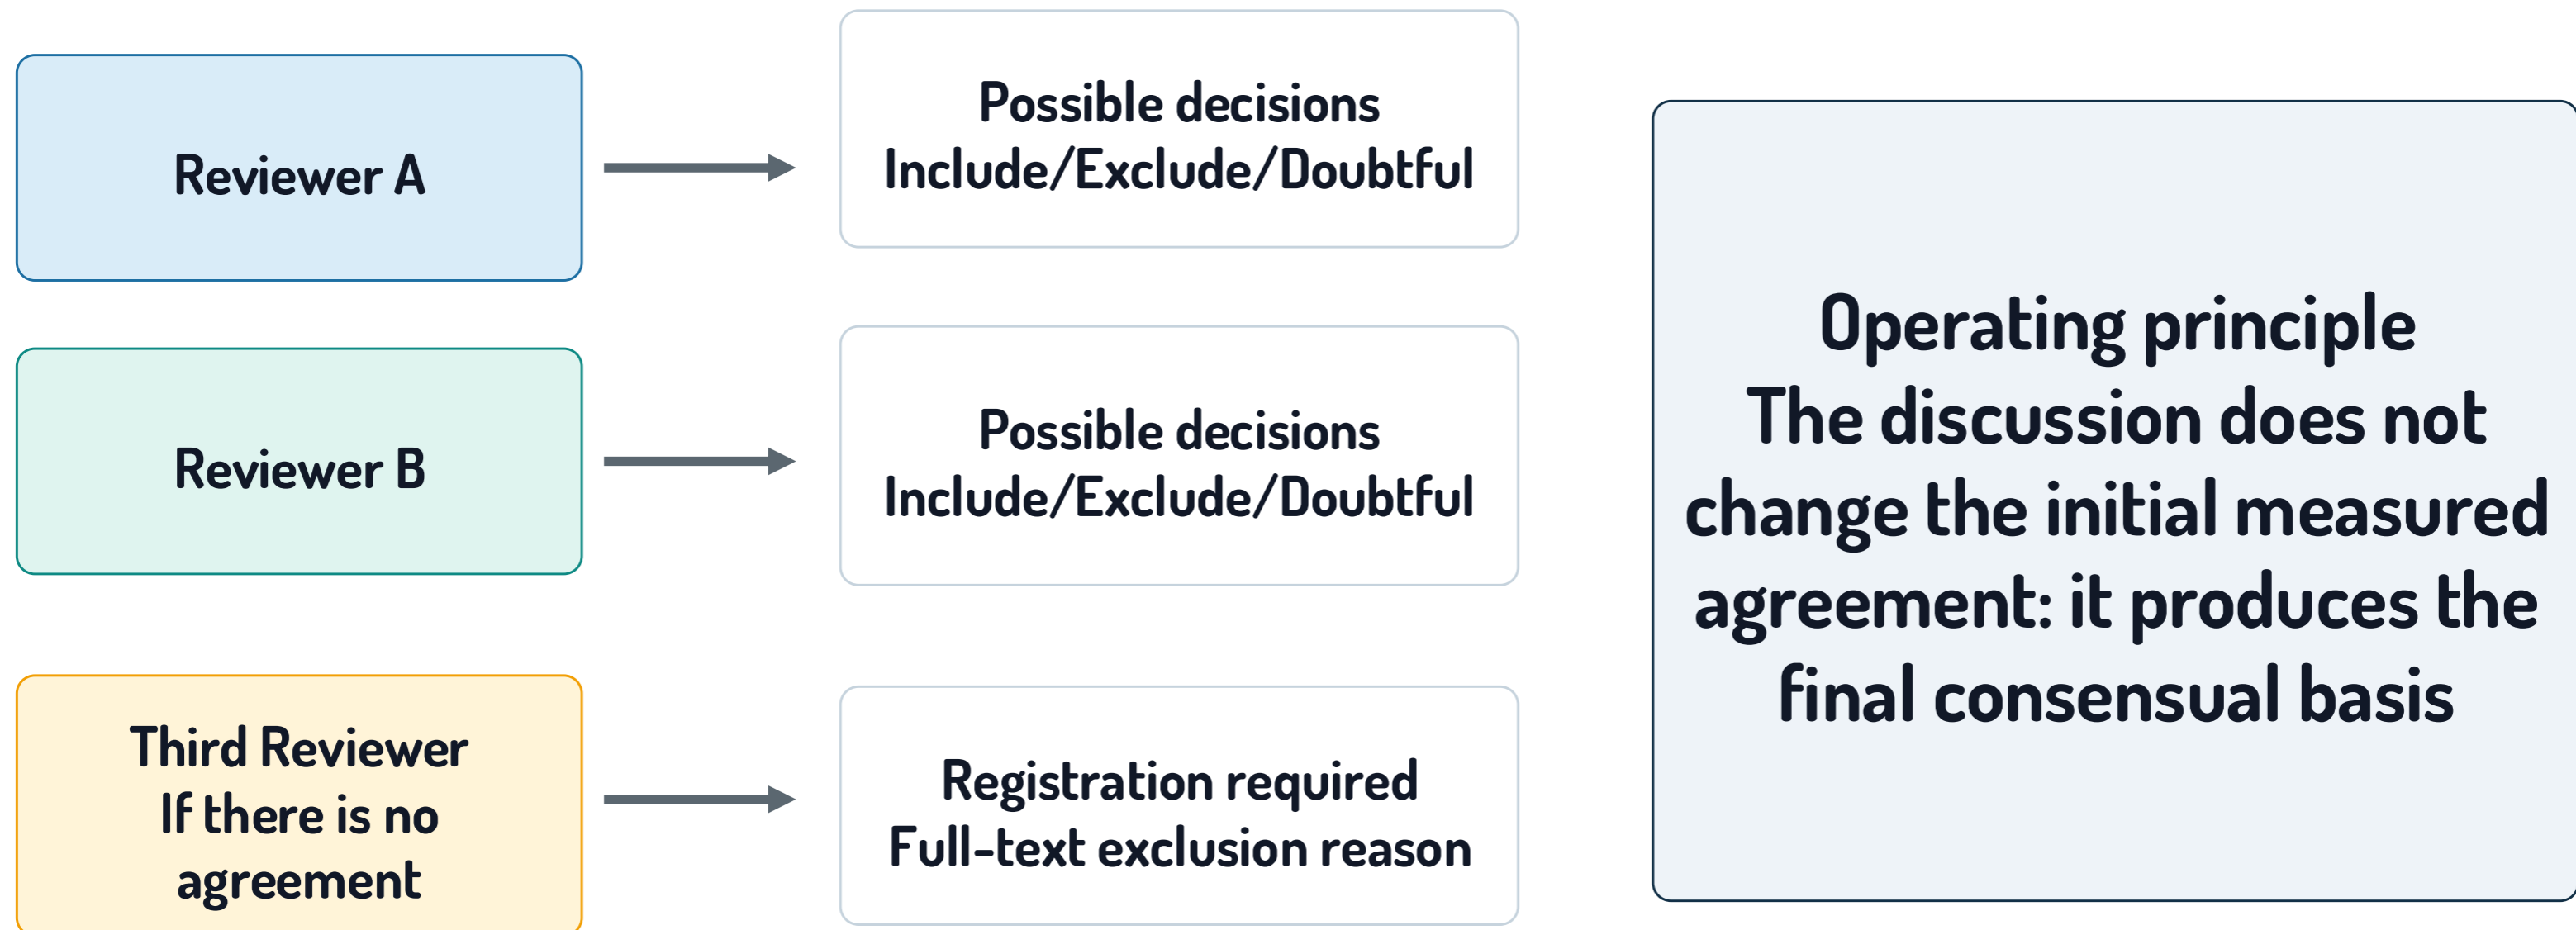 Reviewer A
Possible decisions
Include/Exclude/Doubtful
Reviewer B
Possible decisions
Include/Exclude/Doubtful
Third Reviewer
If there is no
agreement
Registration required
Full-text exclusion reason
Operating principle
The discussion does not
change the initial measured
agreement: it produces the
final consensual basis